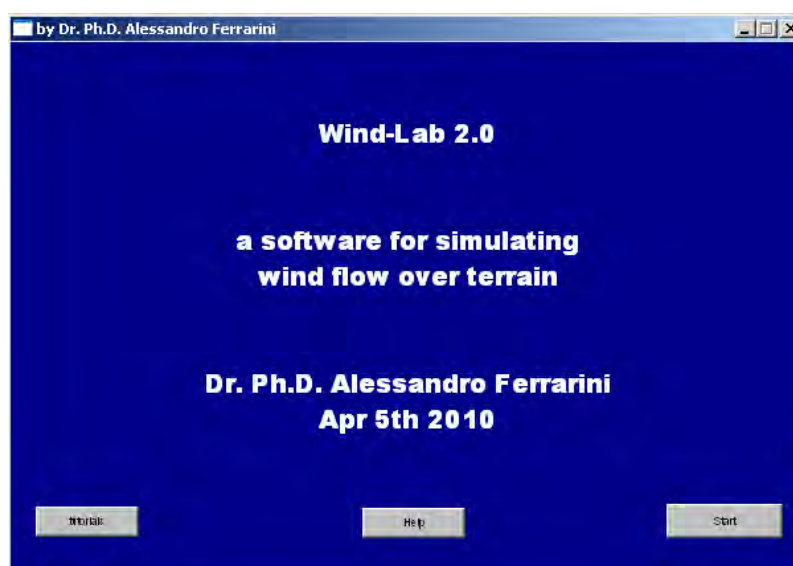 by Dr. Ph.D. Alessandro Ferrarini
Wind-Lab 2.0
a software for simulating
wind flow over terrain
Dr. Ph.D. Alessandro Ferrarini
Apr 5th 2010
tutorials
Help
Start